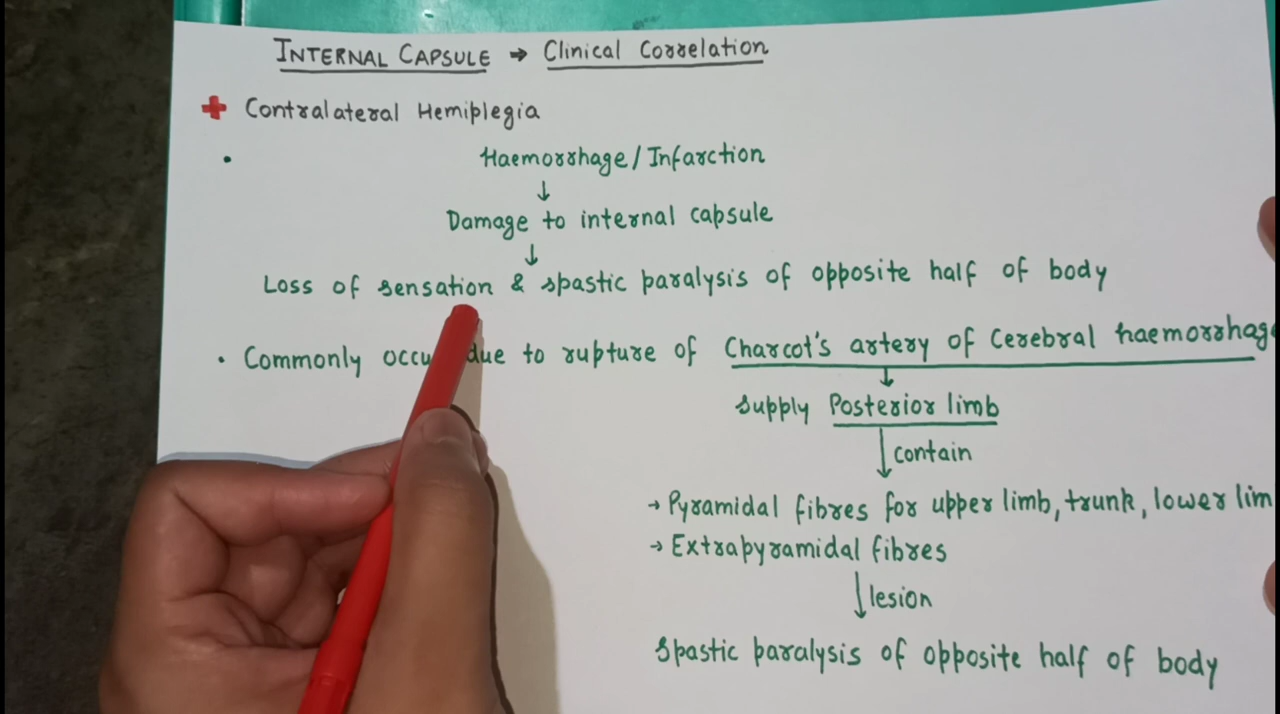 INTERNAL CAPSULE → Clinical Correlation
+ Contralateral Hemiplegia
• Haemorrhage / Infarction
↓
Damage to internal capsule
↓
Loss of sensation & spastic paralysis of opposite half of body
• Commonly occu due to rupture of Charcot's artery of Cerebral haemorrhag
↓
supply Posterior limb
↓ contain
→ Pyramidal fibres for upper limb, trunk, lower lim
→ Extrapyramidal fibres
↓ lesion
spastic paralysis of opposite half of body